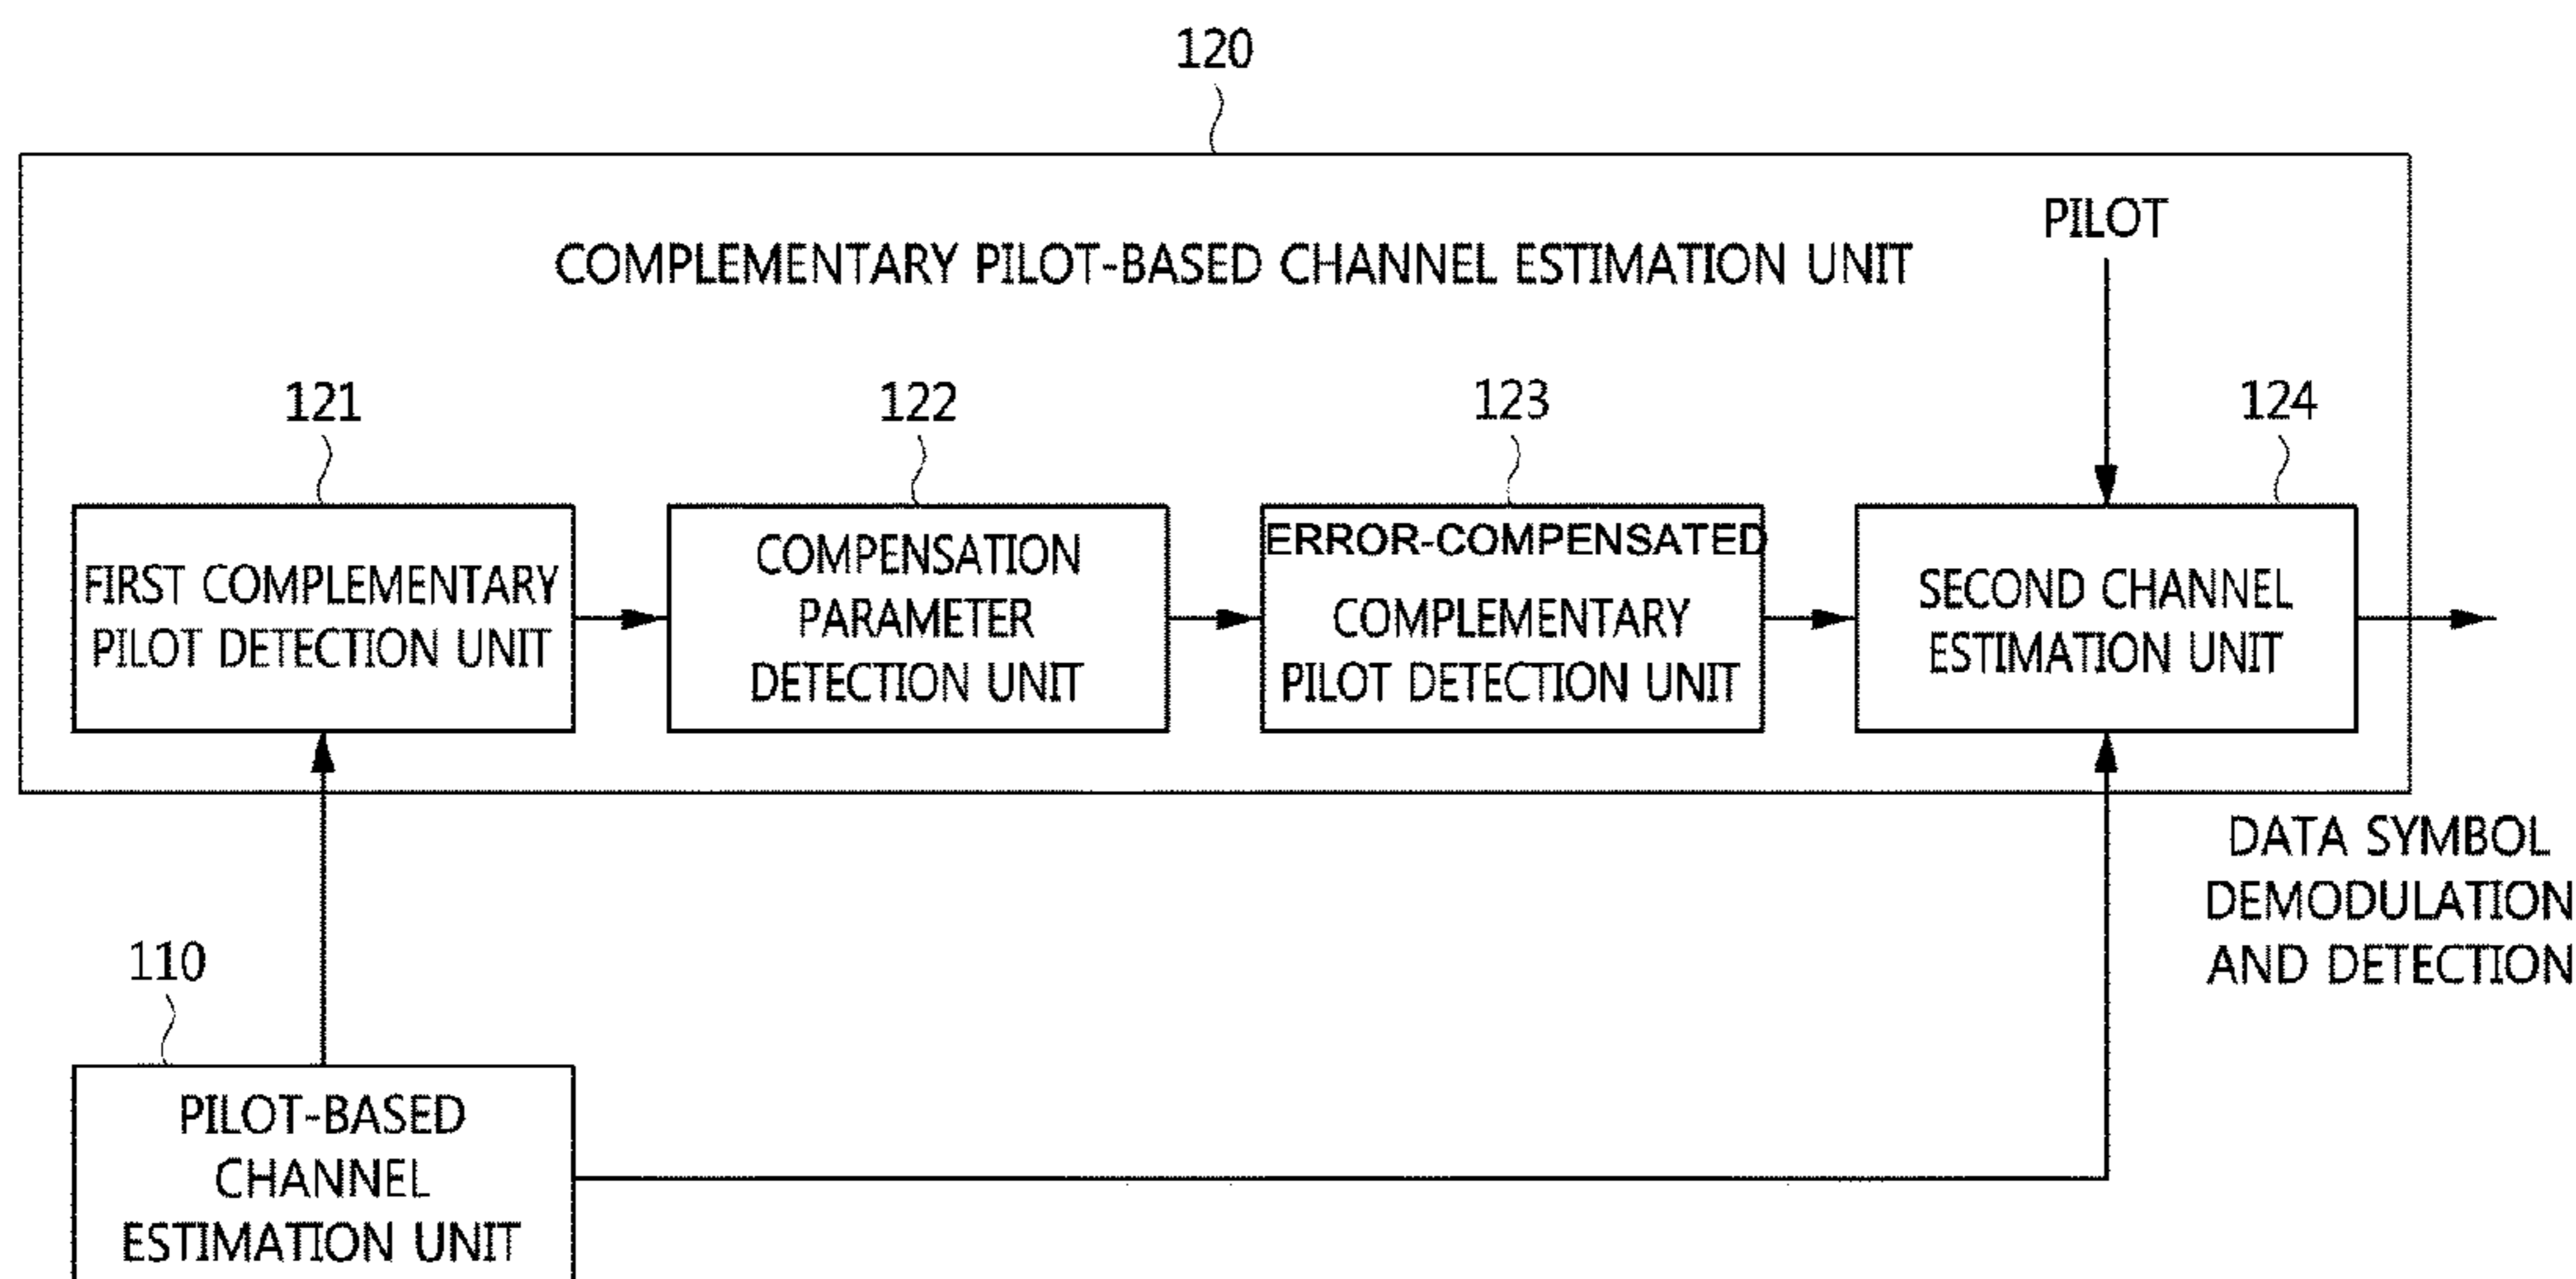 120
COMPLEMENTARY PILOT-BASED CHANNEL ESTIMATION UNIT
PILOT
121
122
123
124
FIRST COMPLEMENTARY
PILOT DETECTION UNIT
COMPENSATION
PARAMETER
DETECTION UNIT
ERROR-COMPENSATED
COMPLEMENTARY
PILOT DETECTION UNIT
SECOND CHANNEL
ESTIMATION UNIT
DATA SYMBOL
DEMODULATION
AND DETECTION
110
PILOT-BASED
CHANNEL
ESTIMATION UNIT